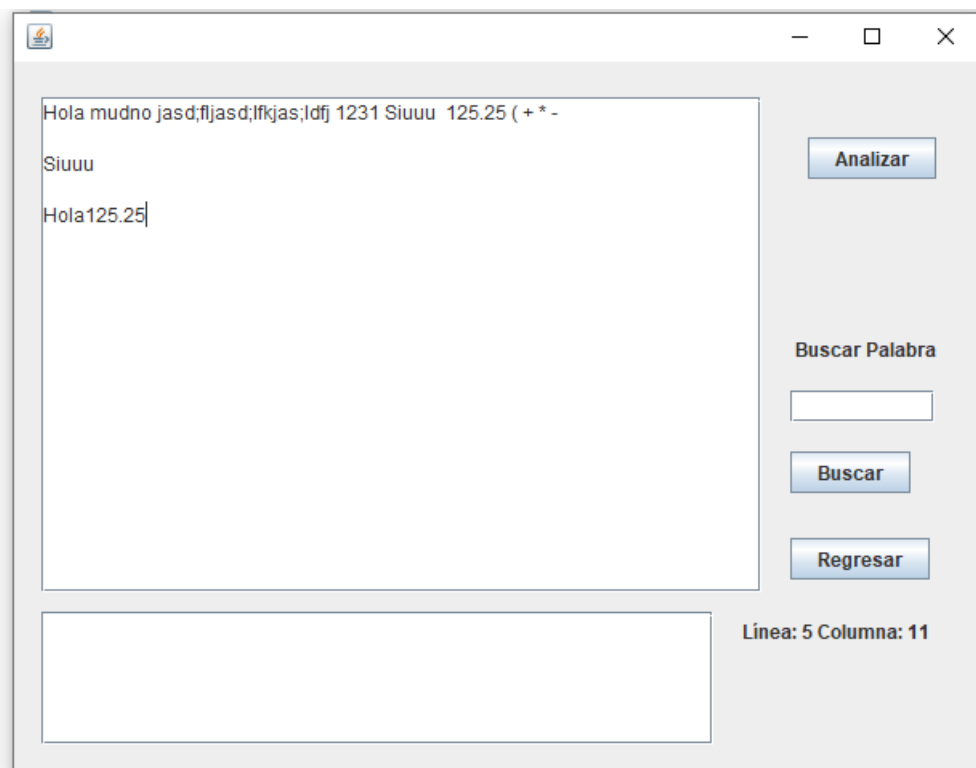 Hola mudno jasd;fljasd;lfkjas;ldfj 1231 Siuuu  125.25 ( + * -
Siuuu
Hola125.25
Analizar
Buscar Palabra
Buscar
Regresar
Línea: 5 Columna: 11